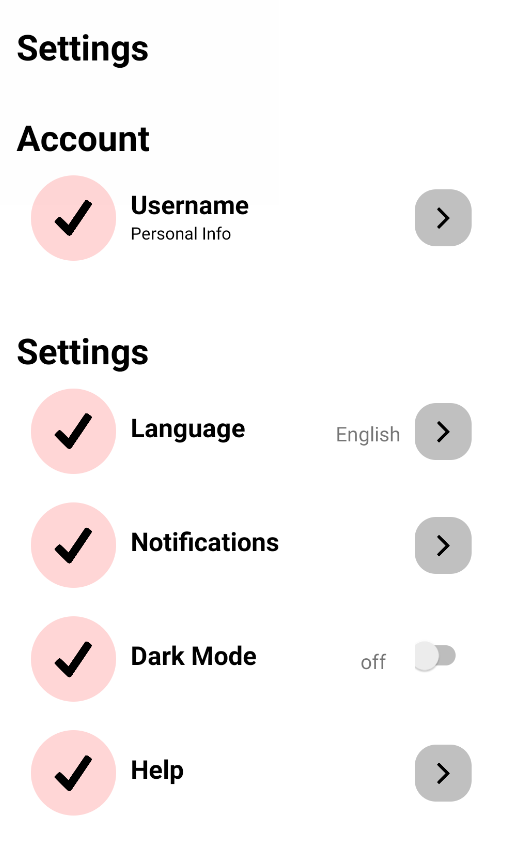 Settings
Account
Username
Personal Info
Settings
Language English
Notifications
Dark Mode off
Help